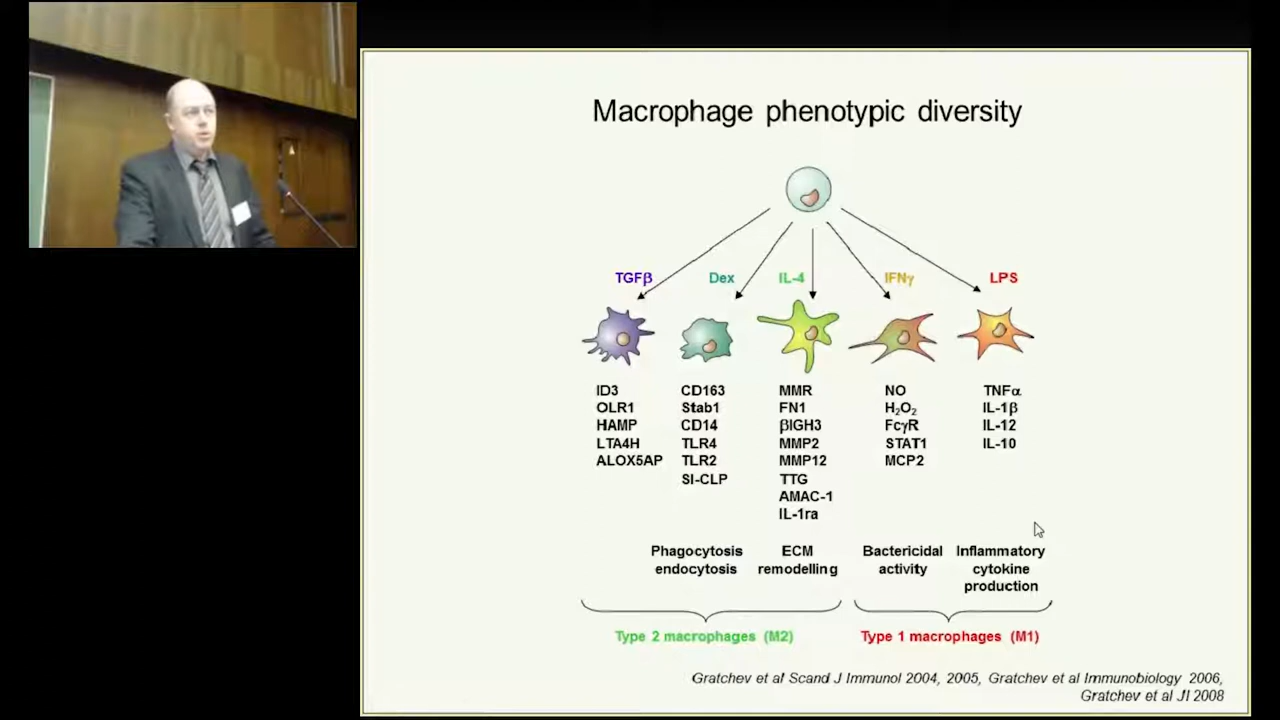 Macrophage phenotypic diversity
TGFβ
Dex
IL-4
IFNγ
LPS
ID3
OLR1
HAMP
LTA4H
ALOX5AP
CD163
Stab1
CD14
TLR4
TLR2
SI-CLP
MMR
FN1
βIGH3
MMP2
MMP12
TTG
AMAC-1
IL-1ra
NO
H₂O₂
FcγR
STAT1
MCP2
TNFα
IL-1β
IL-12
IL-10
Phagocytosis
endocytosis
ECM
remodelling
Bactericidal
activity
Inflammatory
cytokine
production
Type 2 macrophages (M2)
Type 1 macrophages (M1)
Gratchev et al Scand J Immunol 2004, 2005, Gratchev et al Immunobiology 2006,
Gratchev et al JI 2008